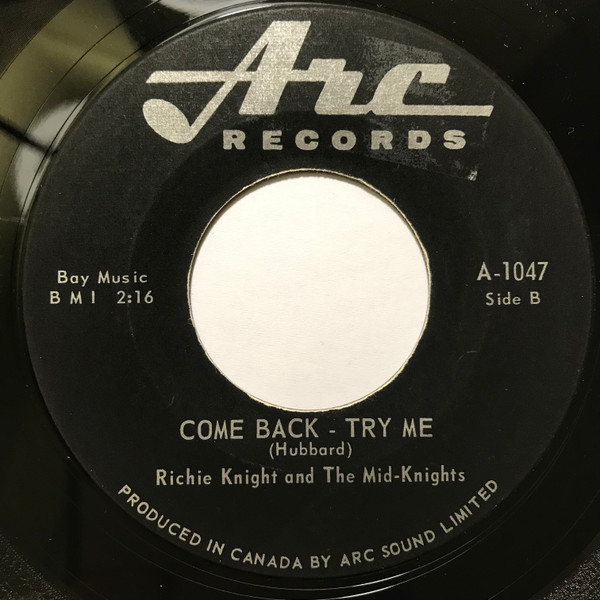 Arc
RECORDS
Bay Music
BMI 2:16
A-1047
Side B
COME BACK - TRY ME
(Hubbard)
Richie Knight and The Mid-Knights
PRODUCED IN CANADA BY ARC SOUND LIMITED